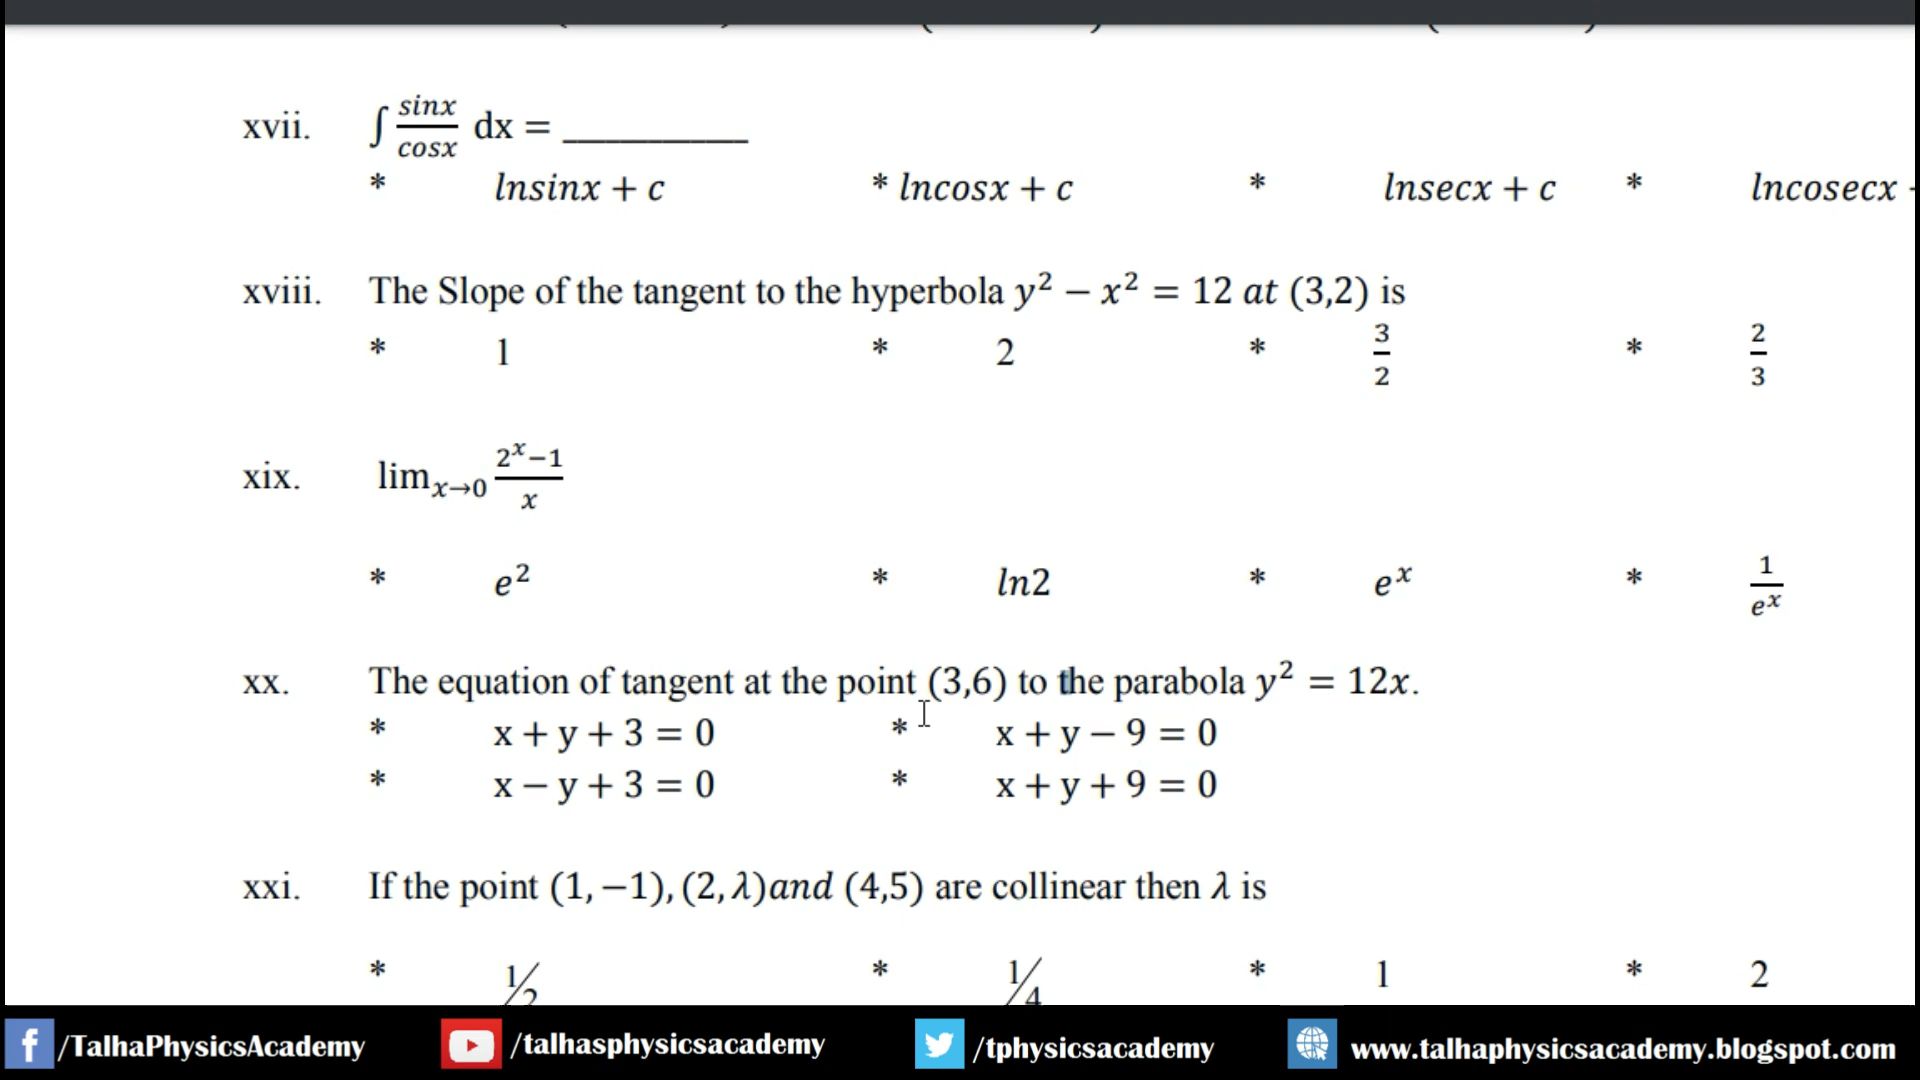 xvii. ∫ sinx/cosx dx = __________
* lnsinx + c * lncosx + c * lnsecx + c * lncosecx
xviii. The Slope of the tangent to the hyperbola y² − x² = 12 at (3,2) is
* 1 * 2 * 3/2 * 2/3
xix. lim x→0 2ˣ−1/x
* e² * ln2 * eˣ * 1/eˣ
xx. The equation of tangent at the point (3,6) to the parabola y² = 12x.
* x + y + 3 = 0 * x + y − 9 = 0
* x − y + 3 = 0 * x + y + 9 = 0
xxi. If the point (1, −1), (2, λ)and (4,5) are collinear then λ is
* 1/2 * 1/4 * 1 * 2
/TalhaPhysicsAcademy /talhasphysicsacademy /tphysicsacademy www.talhaphysicsacademy.blogspot.com